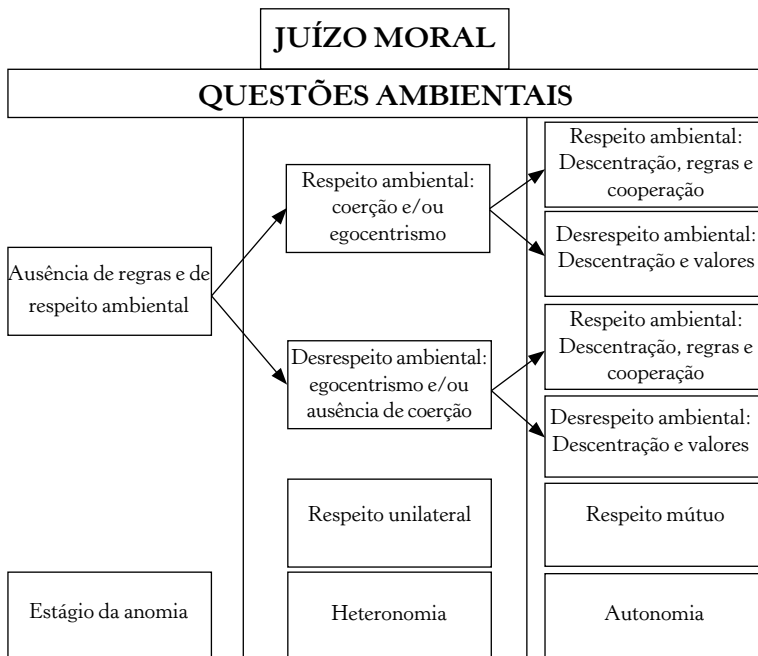 JUÍZO MORAL
QUESTÕES AMBIENTAIS
Ausência de regras e de
respeito ambiental
Respeito ambiental:
coerção e/ou
egocentrismo
Desrespeito ambiental:
egocentrismo e/ou
ausência de coerção
Respeito ambiental:
Descentração, regras e
cooperação
Desrespeito ambiental:
Descentração e valores
Respeito ambiental:
Descentração, regras e
cooperação
Desrespeito ambiental:
Descentração e valores
Respeito unilateral
Respeito mútuo
Estágio da anomia
Heteronomia
Autonomia